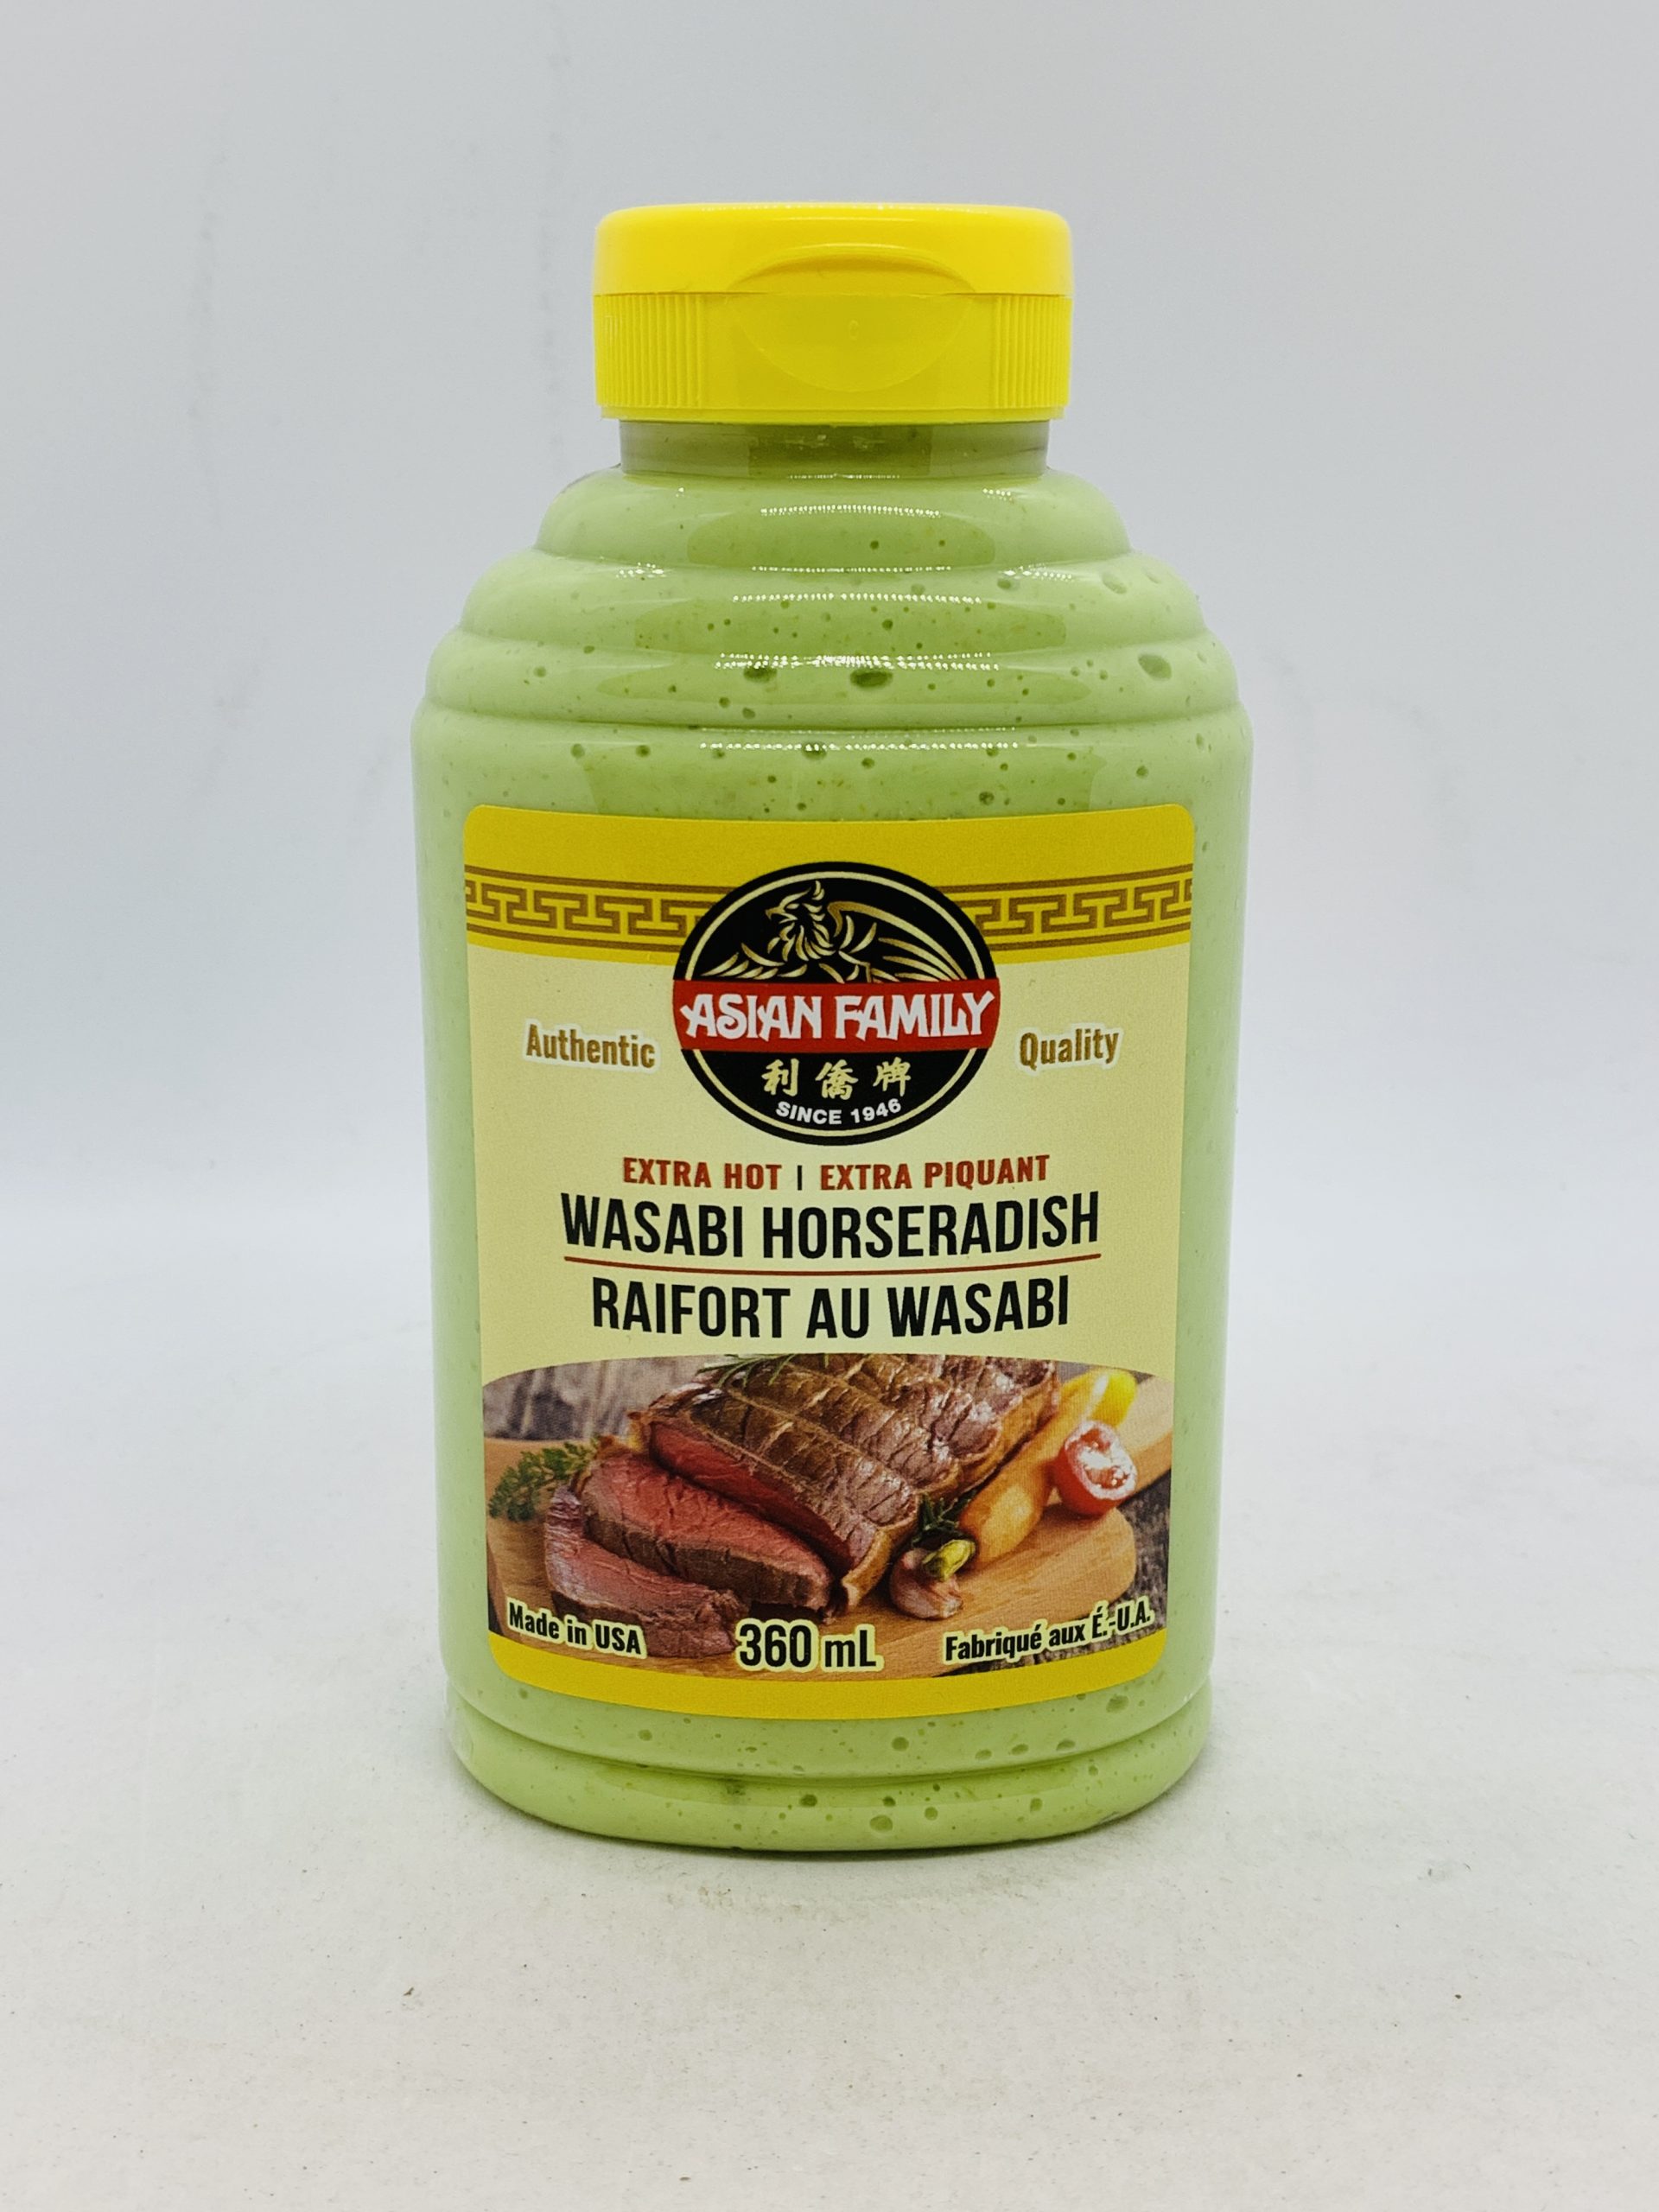 ASIAN FAMILY
Authentic
Quality
利僑牌
SINCE 1946
EXTRA HOT | EXTRA PIQUANT
WASABI HORSERADISH
RAIFORT AU WASABI
Made in USA
360 mL
Fabriqué aux É.-U.A.